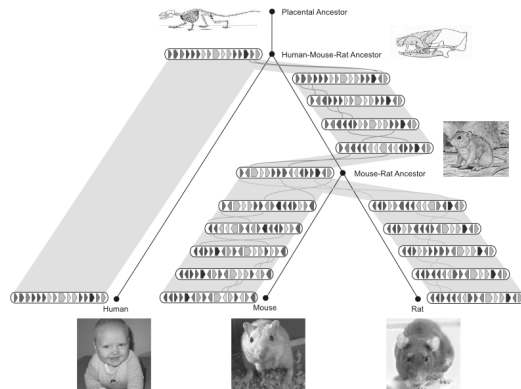 Placental Ancestor
Human-Mouse-Rat Ancestor
Mouse-Rat Ancestor
Human
Mouse
Rat